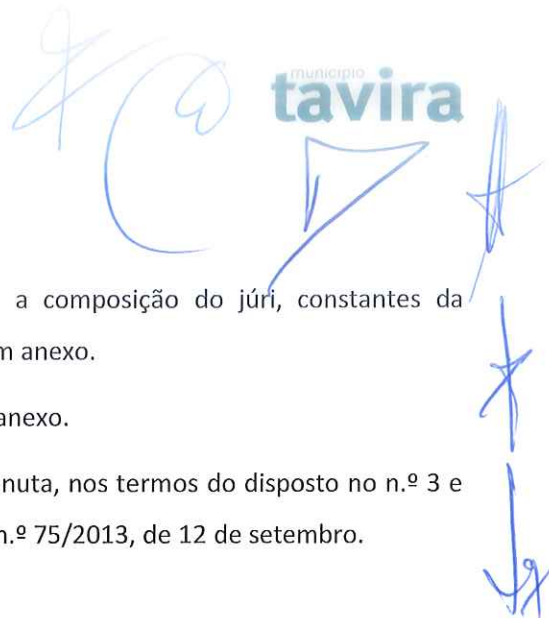 município
tavira
a composição do júri, constantes da
m anexo.
anexo.
nuta, nos termos do disposto no n.º 3 e
n.º 75/2013, de 12 de setembro.